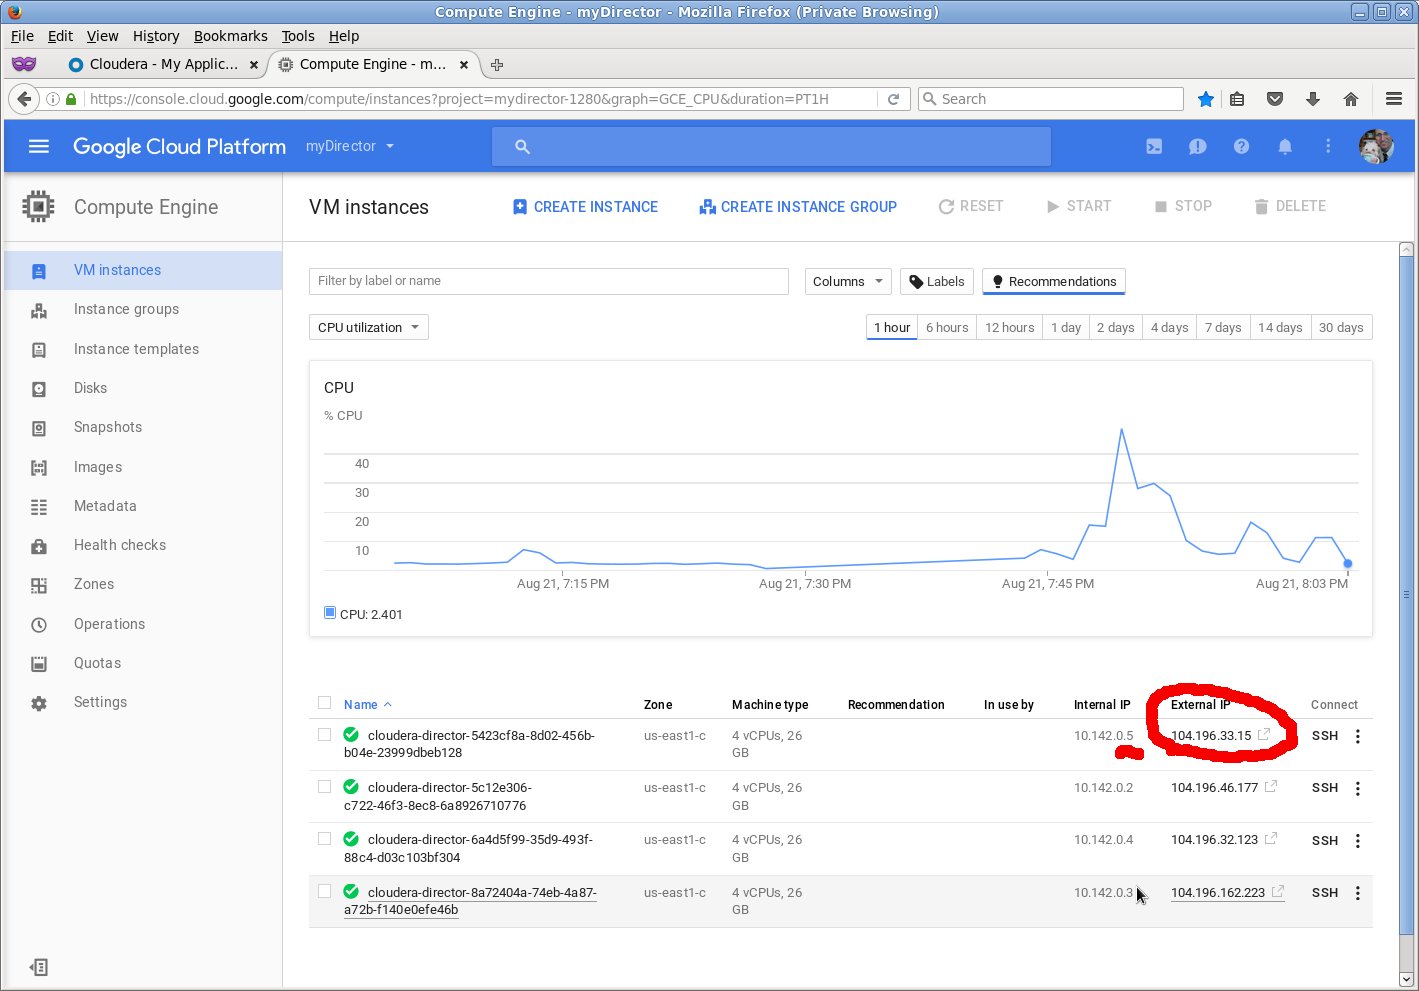 Compute Engine - myDirector - Mozilla Firefox (Private Browsing)
File Edit View History Bookmarks Tools Help
Cloudera - My Applic... Compute Engine - m...
https://console.cloud.google.com/compute/instances?project=mydirector-1280&graph=GCE_CPU&duration=PT1H Search
Google Cloud Platform myDirector
Compute Engine
VM instances CREATE INSTANCE CREATE INSTANCE GROUP RESET START STOP DELETE
VM instances
Instance groups
Instance templates
Disks
Snapshots
Images
Metadata
Health checks
Zones
Operations
Quotas
Settings
Filter by label or name Columns Labels Recommendations
CPU utilization 1 hour 6 hours 12 hours 1 day 2 days 4 days 7 days 14 days 30 days
CPU
% CPU
40
30
20
10
Aug 21, 7:15 PM Aug 21, 7:30 PM Aug 21, 7:45 PM Aug 21, 8:03 PM
CPU: 2.401
Name Zone Machine type Recommendation In use by Internal IP External IP Connect
cloudera-director-5423cf8a-8d02-456b- us-east1-c 4 vCPUs, 26 10.142.0.5 104.196.33.15 SSH
b04e-23999dbeb128 GB
cloudera-director-5c12e306- us-east1-c 4 vCPUs, 26 10.142.0.2 104.196.46.177 SSH
c722-46f3-8ec8-6a8926710776 GB
cloudera-director-6a4d5f99-35d9-493f- us-east1-c 4 vCPUs, 26 10.142.0.4 104.196.32.123 SSH
88c4-d03c103bf304 GB
cloudera-director-8a72404a-74eb-4a87- us-east1-c 4 vCPUs, 26 10.142.0.3 104.196.162.223 SSH
a72b-f140e0efe46b GB